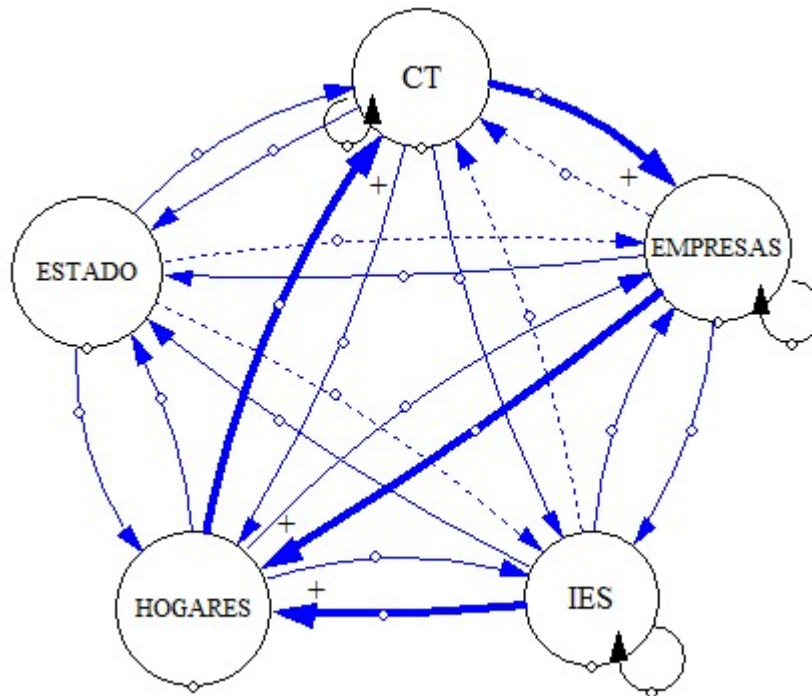 CT
+
+
EMPRESAS
ESTADO
+
+
HOGARES
IES